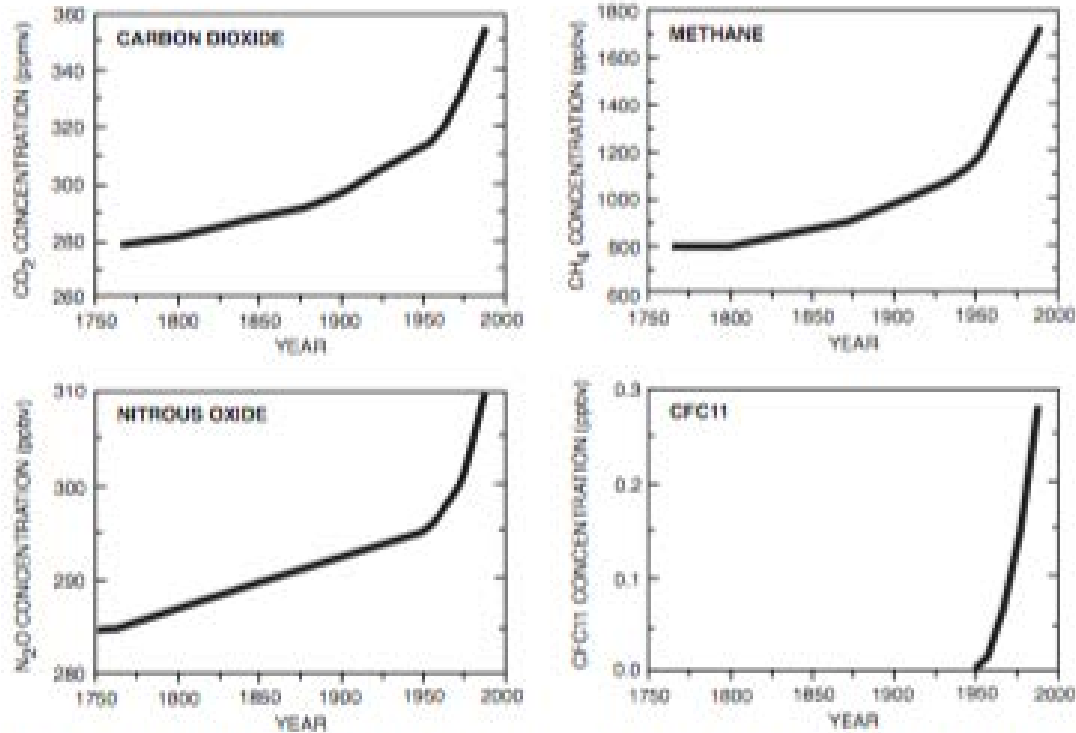 CARBON DIOXIDE
CO2 CONCENTRATION (ppmv)
360
340
320
300
280
260
1750 1800 1850 1900 1950 2000
YEAR
METHANE
CH4 CONCENTRATION (ppbv)
1800
1600
1400
1200
1000
800
600
1750 1800 1850 1900 1950 2000
YEAR
NITROUS OXIDE
N2O CONCENTRATION (ppbv)
310
300
290
280
1750 1800 1850 1900 1950 2000
YEAR
CFC11
CFC11 CONCENTRATION (ppbv)
0.3
0.2
0.1
0.0
1750 1800 1850 1900 1950 2000
YEAR